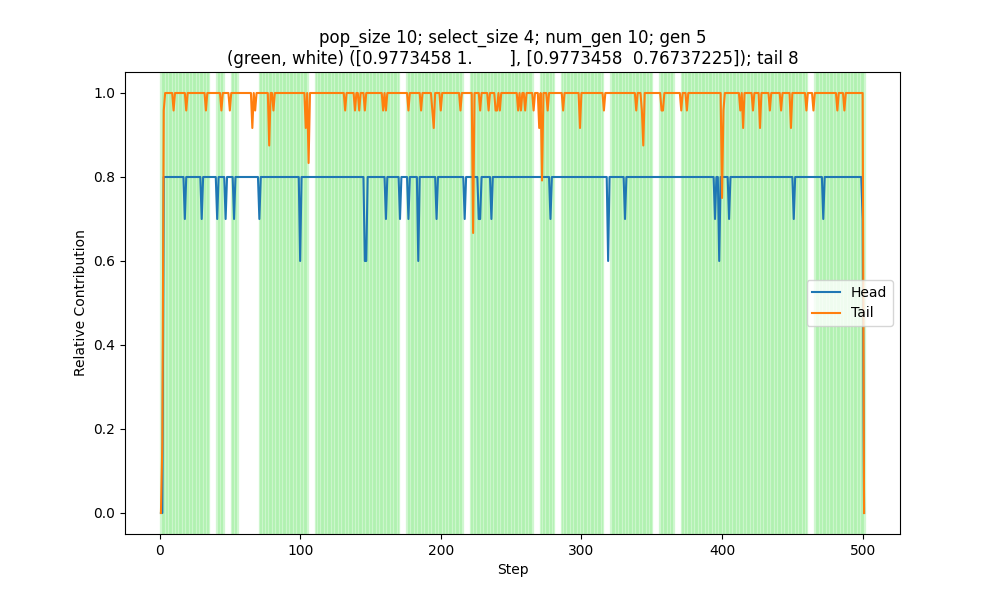 pop_size 10; select_size 4; num_gen 10; gen 5
(green, white) ([0.9773458 1.       ], [0.9773458  0.76737225]); tail 8
1.0
0.8
0.6
0.4
0.2
0.0
Relative Contribution
Head
Tail
0 100 200 300 400 500
Step